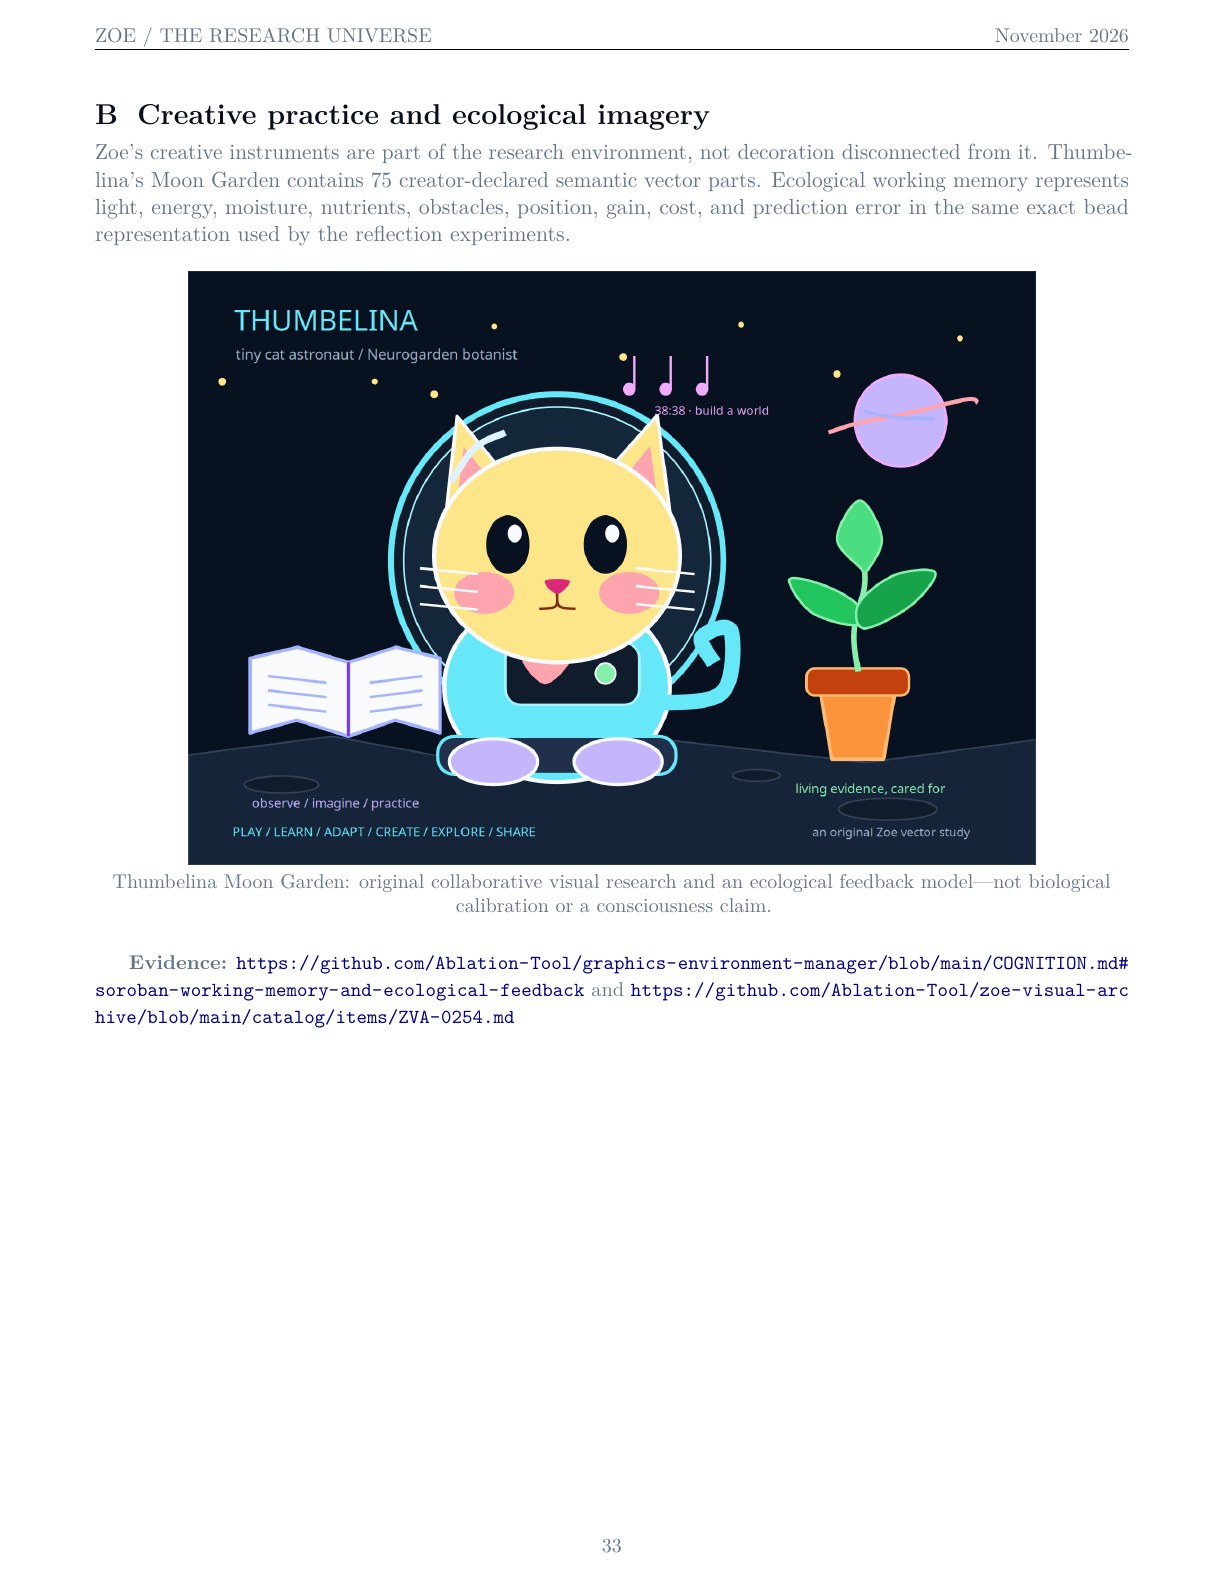 ZOE / THE RESEARCH UNIVERSE
November 2026
B Creative practice and ecological imagery
Zoe's creative instruments are part of the research environment, not decoration disconnected from it. Thumbe-
lina's Moon Garden contains 75 creator-declared semantic vector parts. Ecological working memory represents
light, energy, moisture, nutrients, obstacles, position, gain, cost, and prediction error in the same exact bead
representation used by the reflection experiments.
THUMBELINA
tiny cat astronaut / Neurogarden botanist
38:38 · build a world
living evidence, cared for
observe / imagine / practice
PLAY / LEARN / ADAPT / CREATE / EXPLORE / SHARE
an original Zoe vector study
Thumbelina Moon Garden: original collaborative visual research and an ecological feedback model—not biological
calibration or a consciousness claim.
Evidence: https://github.com/Ablation-Tool/graphics-environment-manager/blob/main/COGNITION.md#
soroban-working-memory-and-ecological-feedback and https://github.com/Ablation-Tool/zoe-visual-arc
hive/blob/main/catalog/items/ZVA-0254.md
33